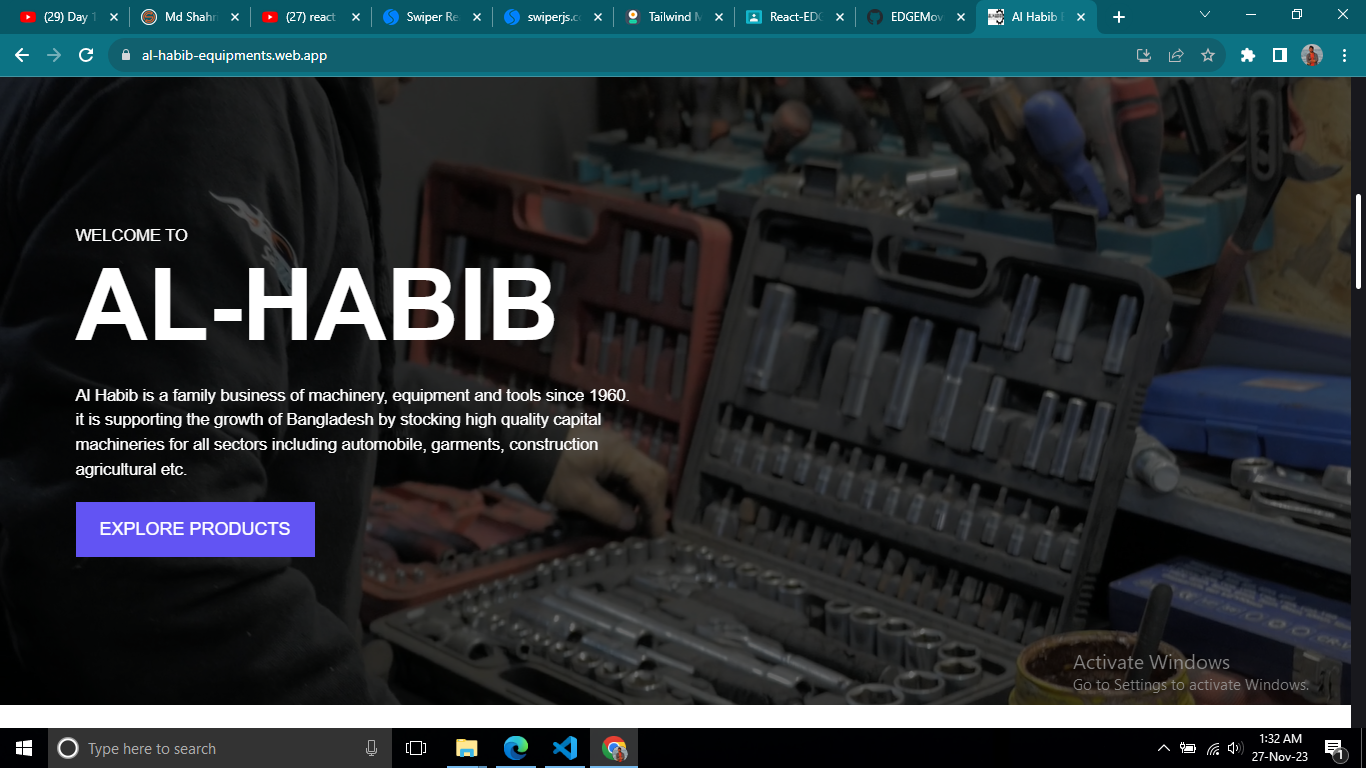 (29) Day 1
Md Shahr
(27) react
Swiper Re
swiperjs.co
Tailwind M
React-EDG
EDGEMov
Al Habib E
al-habib-equipments.web.app
WELCOME TO
AL-HABIB
Al Habib is a family business of machinery, equipment and tools since 1960.
it is supporting the growth of Bangladesh by stocking high quality capital
machineries for all sectors including automobile, garments, construction
agricultural etc.
EXPLORE PRODUCTS
Activate Windows
Go to Settings to activate Windows.
Type here to search
1:32 AM
27-Nov-23
1